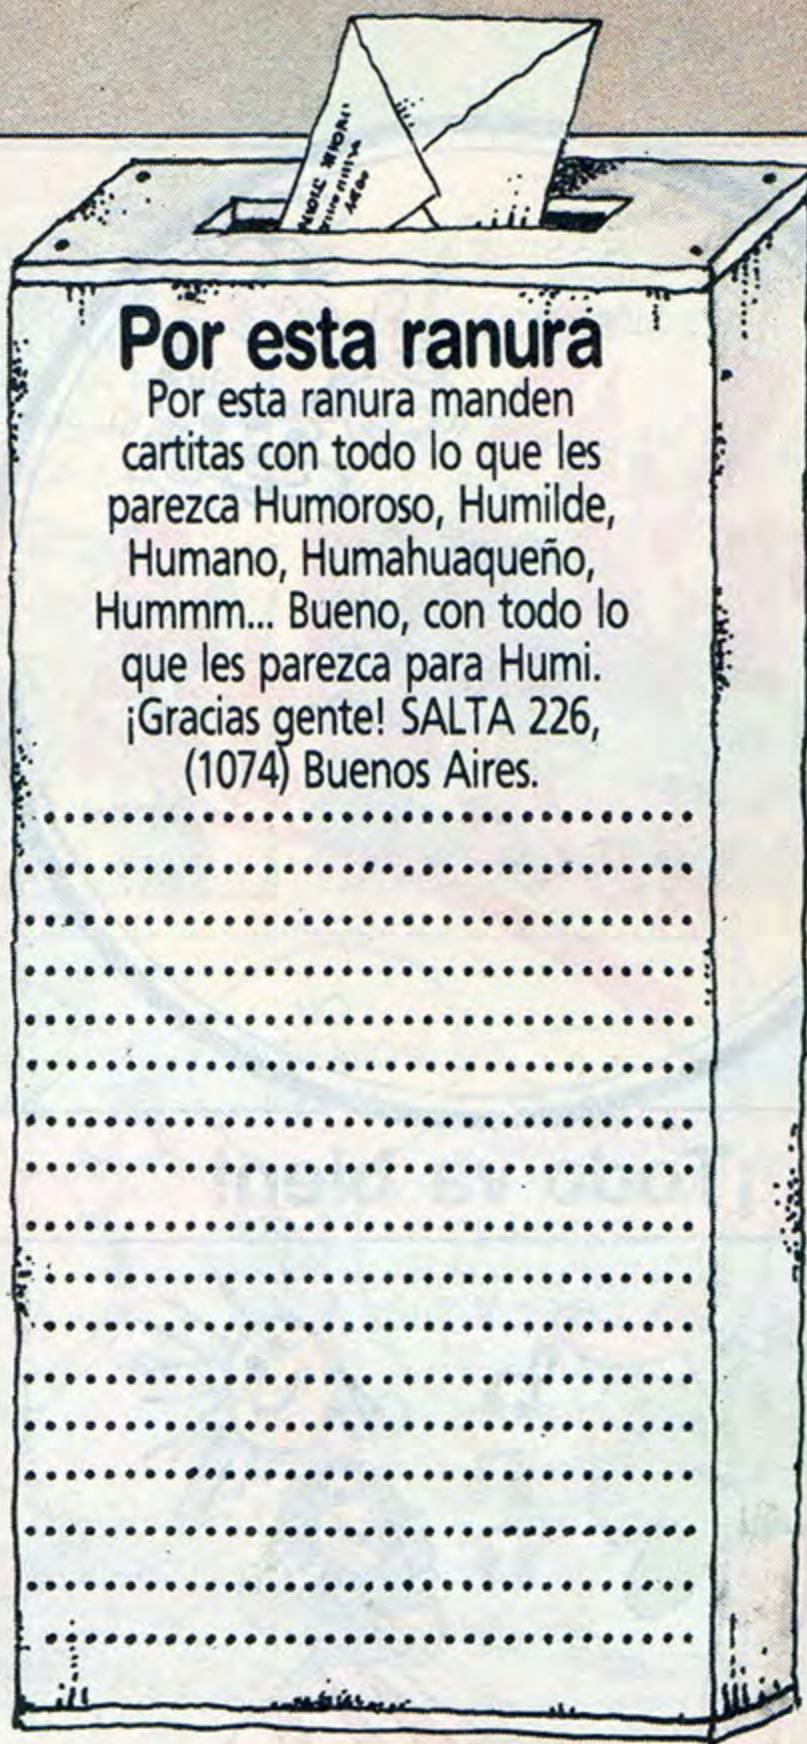 Por esta ranura
Por esta ranura manden
cartitas con todo lo que les
parezca Humoroso, Humilde,
Humano, Humahuaqueño,
Hummm... Bueno, con todo lo
que les parezca para Humi.
¡Gracias gente! SALTA 226,
(1074) Buenos Aires.